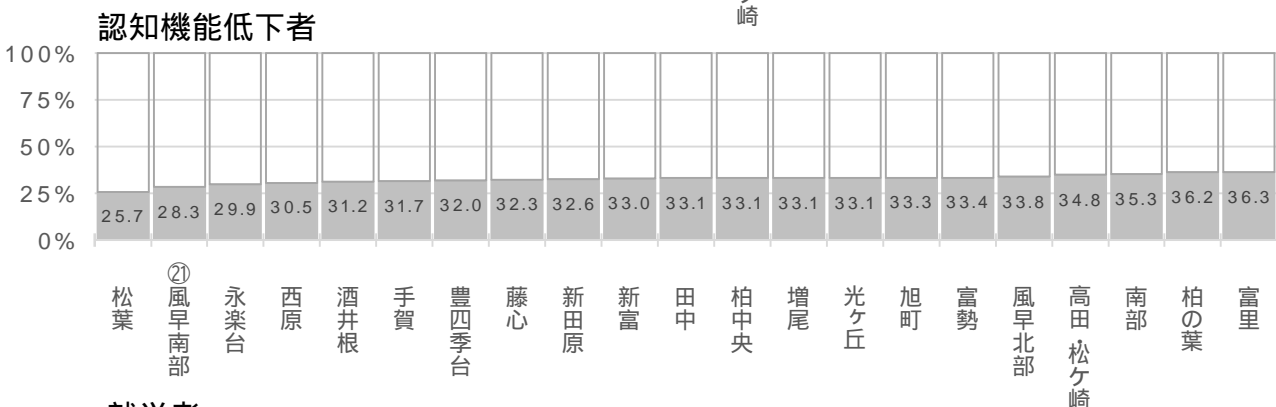 崎
認知機能低下者
100%
75%
50%
25%
0%
25.7 28.3 29.9 30.5 31.2 31.7 32.0 32.3 32.6 33.0 33.1 33.1 33.1 33.1 33.3 33.4 33.8 34.8 35.3 36.2 36.3
松葉
㉑風早南部
永楽台
西原
酒井根
手賀
豊四季台
藤心
新田原
新富
田中
柏中央
増尾
光ヶ丘
旭町
富勢
風早北部
高田・松ケ崎
南部
柏の葉
富里